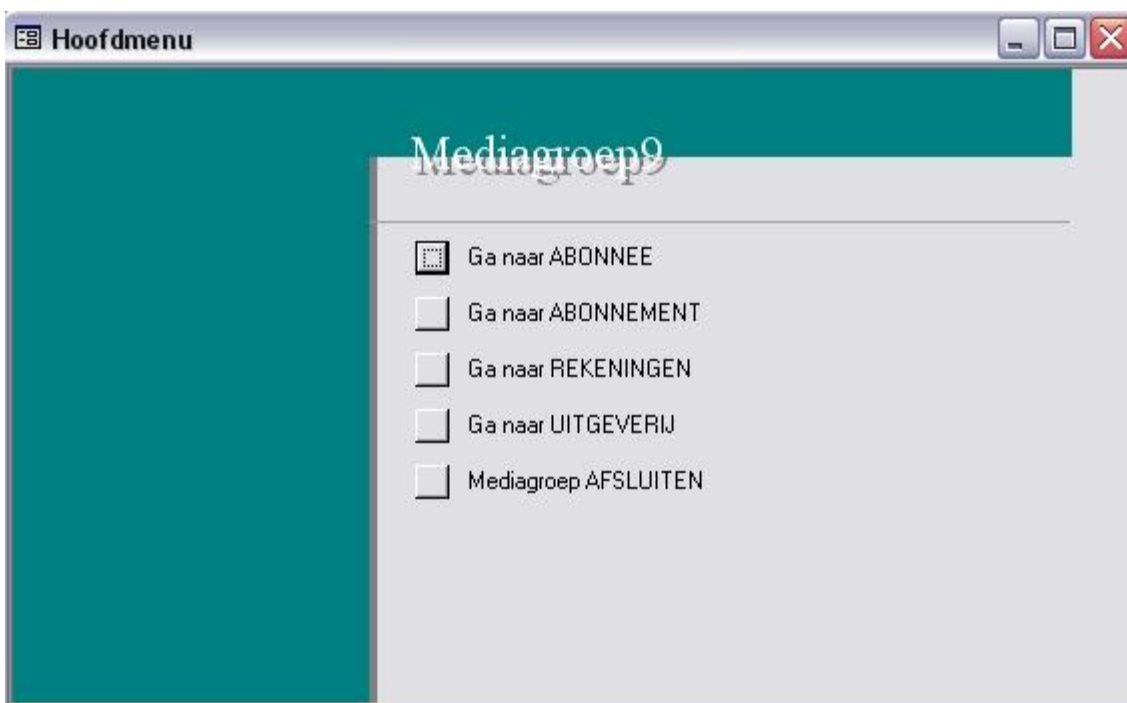 Hoofdmenu
Mediagroep9
Ga naar ABONNEE
Ga naar ABONNEMENT
Ga naar REKENINGEN
Ga naar UITGEVERIJ
Mediagroep AFSLUITEN